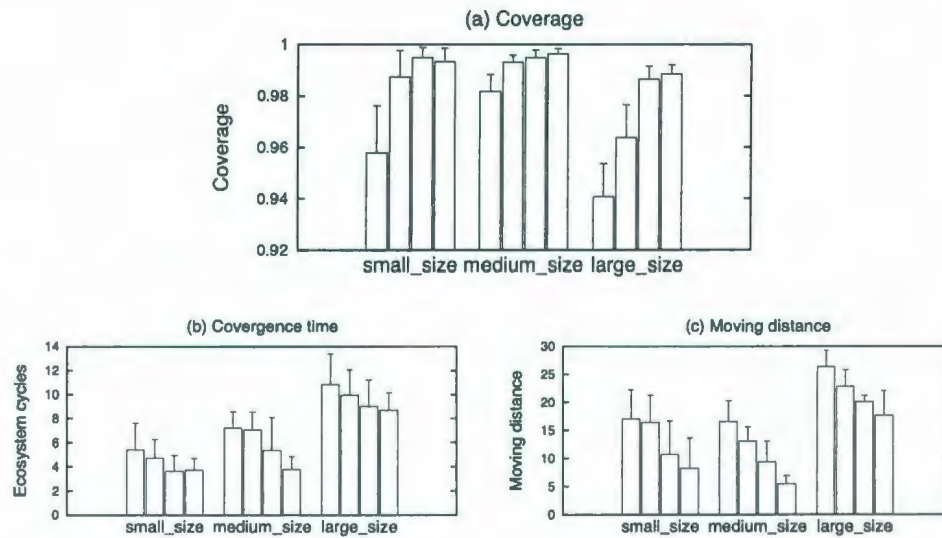 (a) Coverage
Coverage
1
0.98
0.96
0.94
0.92
small_size medium_size large_size
(b) Covergence time
Ecosystem cycles
14
12
10
8
6
4
2
0
small_size medium_size large_size
(c) Moving distance
Moving distance
30
25
20
15
10
5
0
small_size medium_size large_size